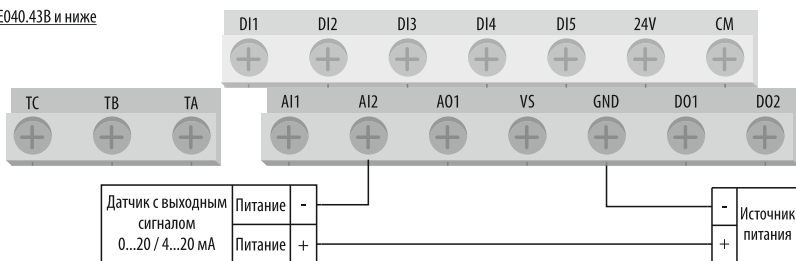 E040.43B и ниже
DI1 DI2 DI3 DI4 DI5 24V CM
TC TB TA AI1 AI2 AO1 VS GND DO1 DO2
Датчик с выходным
сигналом
0...20 / 4...20 мА
Питание -
Питание +
- Источник
+ питания